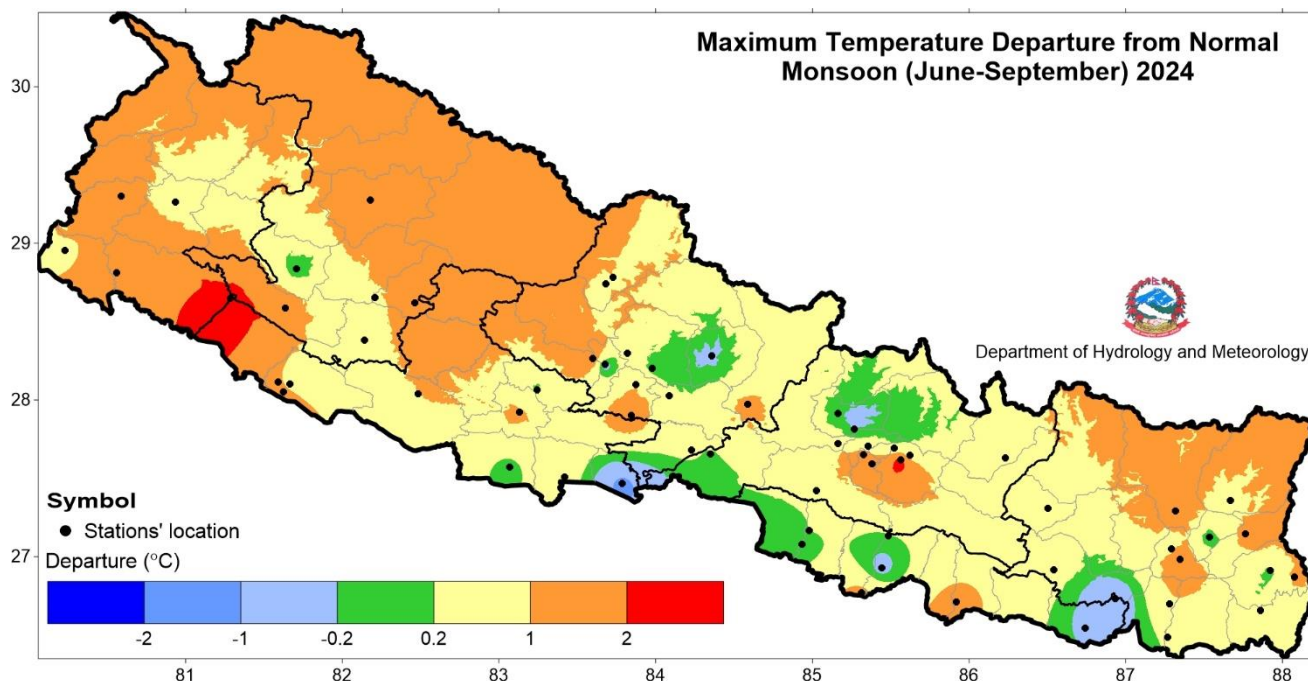 Maximum Temperature Departure from Normal
Monsoon (June-September) 2024
30
29
28
27
Department of Hydrology and Meteorology
Symbol
Stations' location
Departure (°C)
-2 -1 -0.2 0.2 1 2
81 82 83 84 85 86 87 88